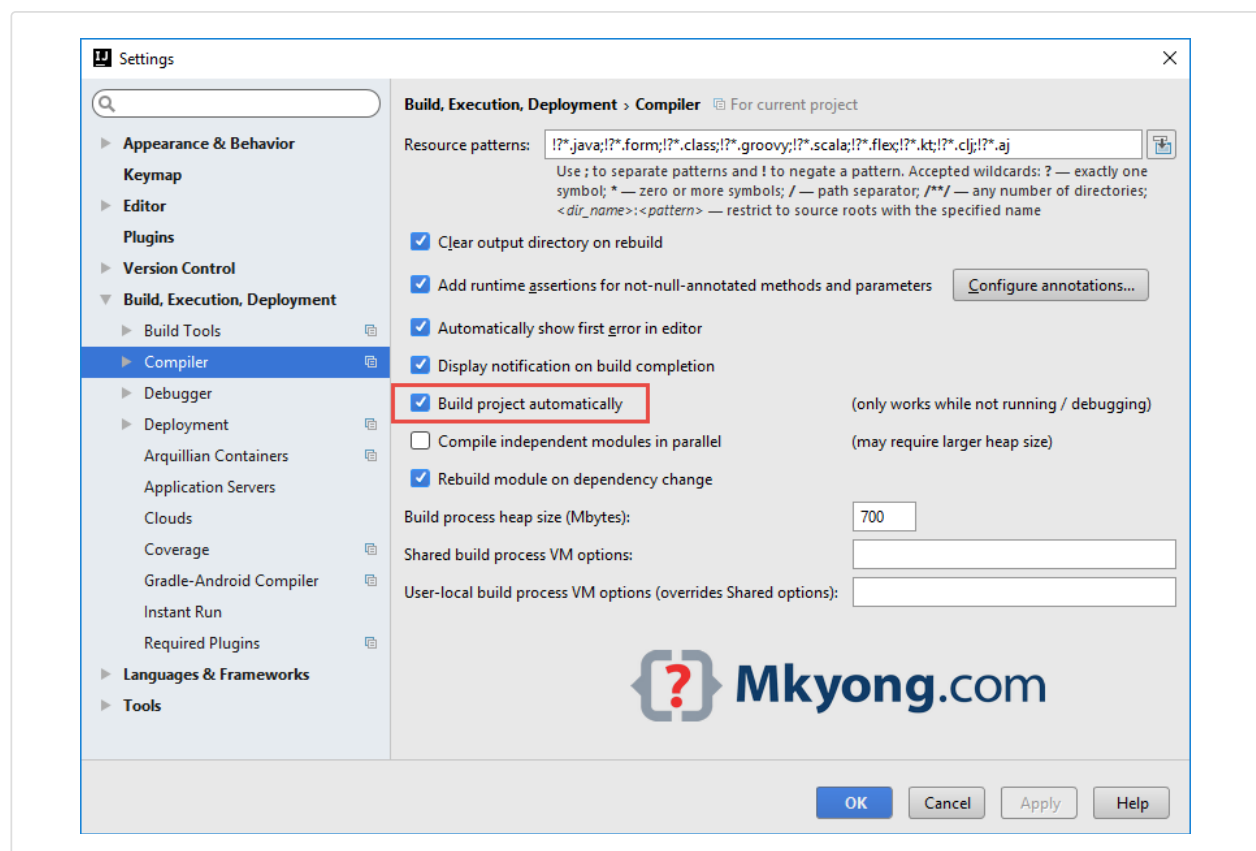 Settings
Build, Execution, Deployment › Compiler For current project
Appearance & Behavior
Keymap
Editor
Plugins
Version Control
Build, Execution, Deployment
Build Tools
Compiler
Debugger
Deployment
Arquillian Containers
Application Servers
Clouds
Coverage
Gradle-Android Compiler
Instant Run
Required Plugins
Languages & Frameworks
Tools
Resource patterns: !?*.java;!?*.form;!?*.class;!?*.groovy;!?*.scala;!?*.flex;!?*.kt;!?*.clj;!?*.aj
Use ; to separate patterns and ! to negate a pattern. Accepted wildcards: ? — exactly one
symbol; * — zero or more symbols; / — path separator; /**/ — any number of directories;
<dir_name>:<pattern> — restrict to source roots with the specified name
Clear output directory on rebuild
Add runtime assertions for not-null-annotated methods and parameters Configure annotations...
Automatically show first error in editor
Display notification on build completion
Build project automatically (only works while not running / debugging)
Compile independent modules in parallel (may require larger heap size)
Rebuild module on dependency change
Build process heap size (Mbytes): 700
Shared build process VM options:
User-local build process VM options (overrides Shared options):
{?} Mkyong.com
OK Cancel Apply Help